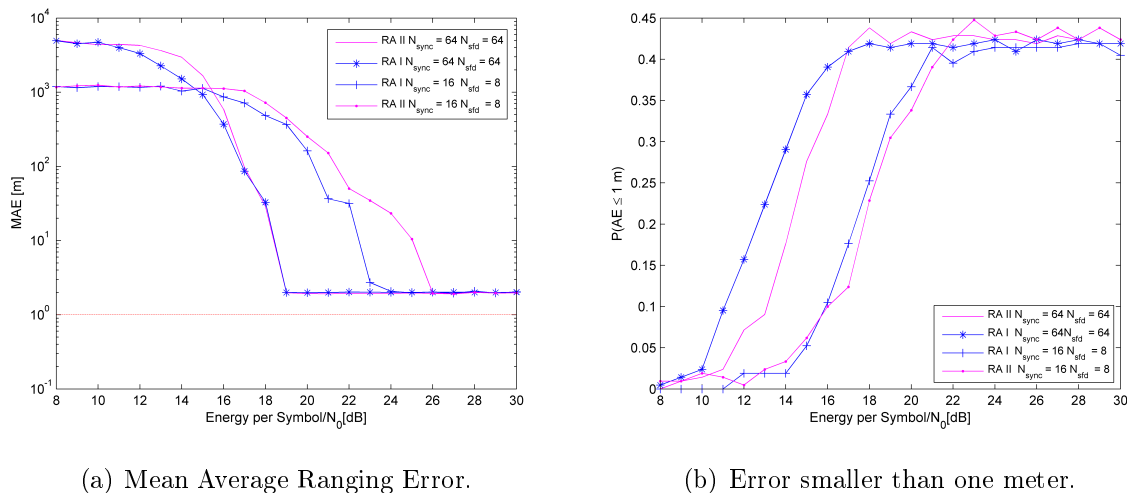 10^4
10^3
10^2
10^1
10^0
10^-1
MAE [m]
8 10 12 14 16 18 20 22 24 26 28 30
Energy per Symbol/N_0[dB]
RA II N_sync = 64 N_sfd = 64
RA I N_sync = 64 N_sfd = 64
RA I N_sync = 16 N_sfd = 8
RA II N_sync = 16 N_sfd = 8
(a) Mean Average Ranging Error.
0.45
0.4
0.35
0.3
0.25
0.2
0.15
0.1
0.05
0
P(AE ≤ 1 m)
8 10 12 14 16 18 20 22 24 26 28 30
Energy per Symbol/N_0[dB]
RA II N_sync = 64 N_sfd = 64
RA I N_sync = 64N_sfd = 64
RA I N_sync = 16 N_sfd = 8
RA II N_sync = 16 N_sfd = 8
(b) Error smaller than one meter.